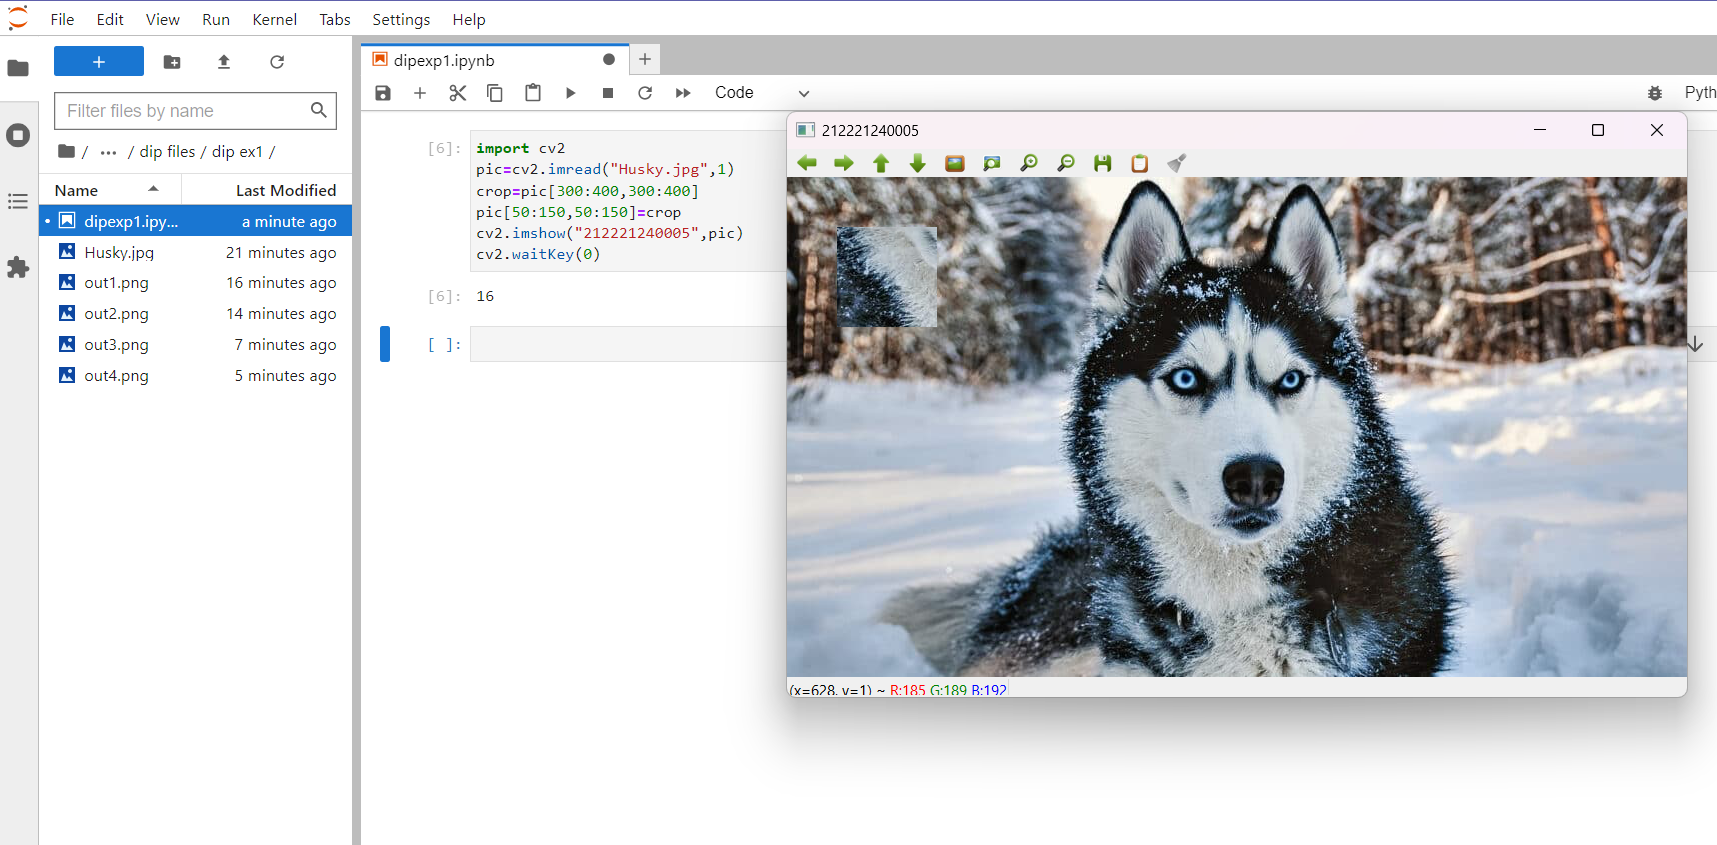 File Edit View Run Kernel Tabs Settings Help
dipexp1.ipynb
Filter files by name
Code
Pyth
/ ... / dip files / dip ex1 /
Name Last Modified
dipexp1.ipy... a minute ago
Husky.jpg 21 minutes ago
out1.png 16 minutes ago
out2.png 14 minutes ago
out3.png 7 minutes ago
out4.png 5 minutes ago
[6]: import cv2
pic=cv2.imread("Husky.jpg",1)
crop=pic[300:400,300:400]
pic[50:150,50:150]=crop
cv2.imshow("212221240005",pic)
cv2.waitKey(0)
[6]: 16
[ ]:
212221240005
(x=628, y=1) ~ R:185 G:189 B:192